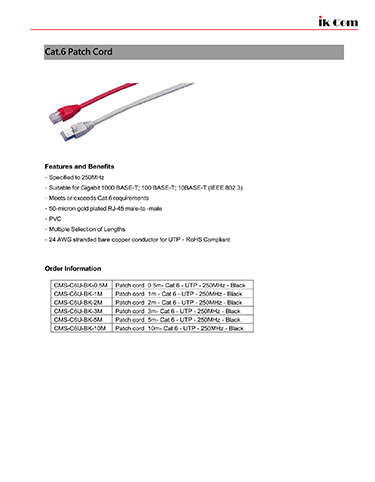 ik Com
Cat.6 Patch Cord
Features and Benefits
- Specified to 250MHz
- Suitable for Gigabit 1000 BASE-T; 100 BASE-T; 10BASE-T (IEEE 802.3)
- Meets or exceeds Cat.6 requirements
- 50-micron gold plated RJ-45 male-to -male
- PVC
- Multiple Selection of Lengths
- 24 AWG stranded bare copper conductor for UTP - RoHS Compliant
Order Information
CMS-C6U-BK-0.5M Patch cord 0.5m- Cat 6 - UTP - 250MHz - Black
CMS-C6U-BK-1M Patch cord 1m - Cat 6 - UTP - 250MHz - Black
CMS-C6U-BK-2M Patch cord 2m - Cat 6 - UTP - 250MHz - Black
CMS-C6U-BK-3M Patch cord 3m- Cat 6 - UTP - 250MHz - Black
CMS-C6U-BK-5M Patch cord 5m- Cat 6 - UTP - 250MHz - Black
CMS-C6U-BK-10M Patch cord 10m- Cat 6 - UTP - 250MHz - Black